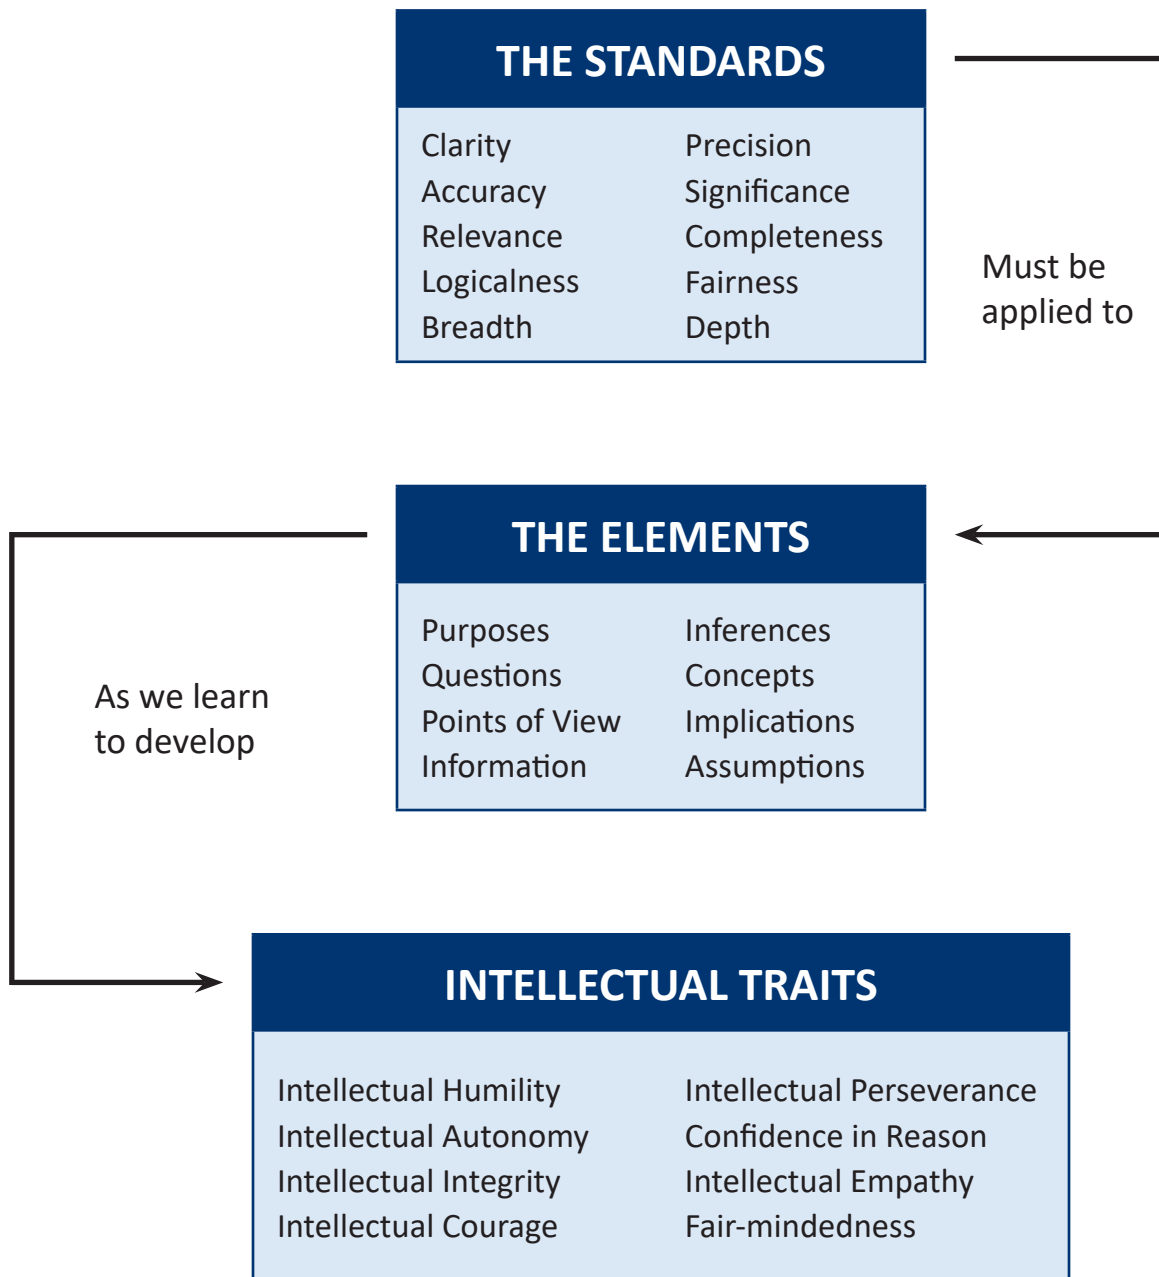 THE STANDARDS
Clarity
Accuracy
Relevance
Logicalness
Breadth
Precision
Significance
Completeness
Fairness
Depth
Must be
applied to
THE ELEMENTS
Purposes
Questions
Points of View
Information
Inferences
Concepts
Implications
Assumptions
As we learn
to develop
INTELLECTUAL TRAITS
Intellectual Humility
Intellectual Autonomy
Intellectual Integrity
Intellectual Courage
Intellectual Perseverance
Confidence in Reason
Intellectual Empathy
Fair-mindedness